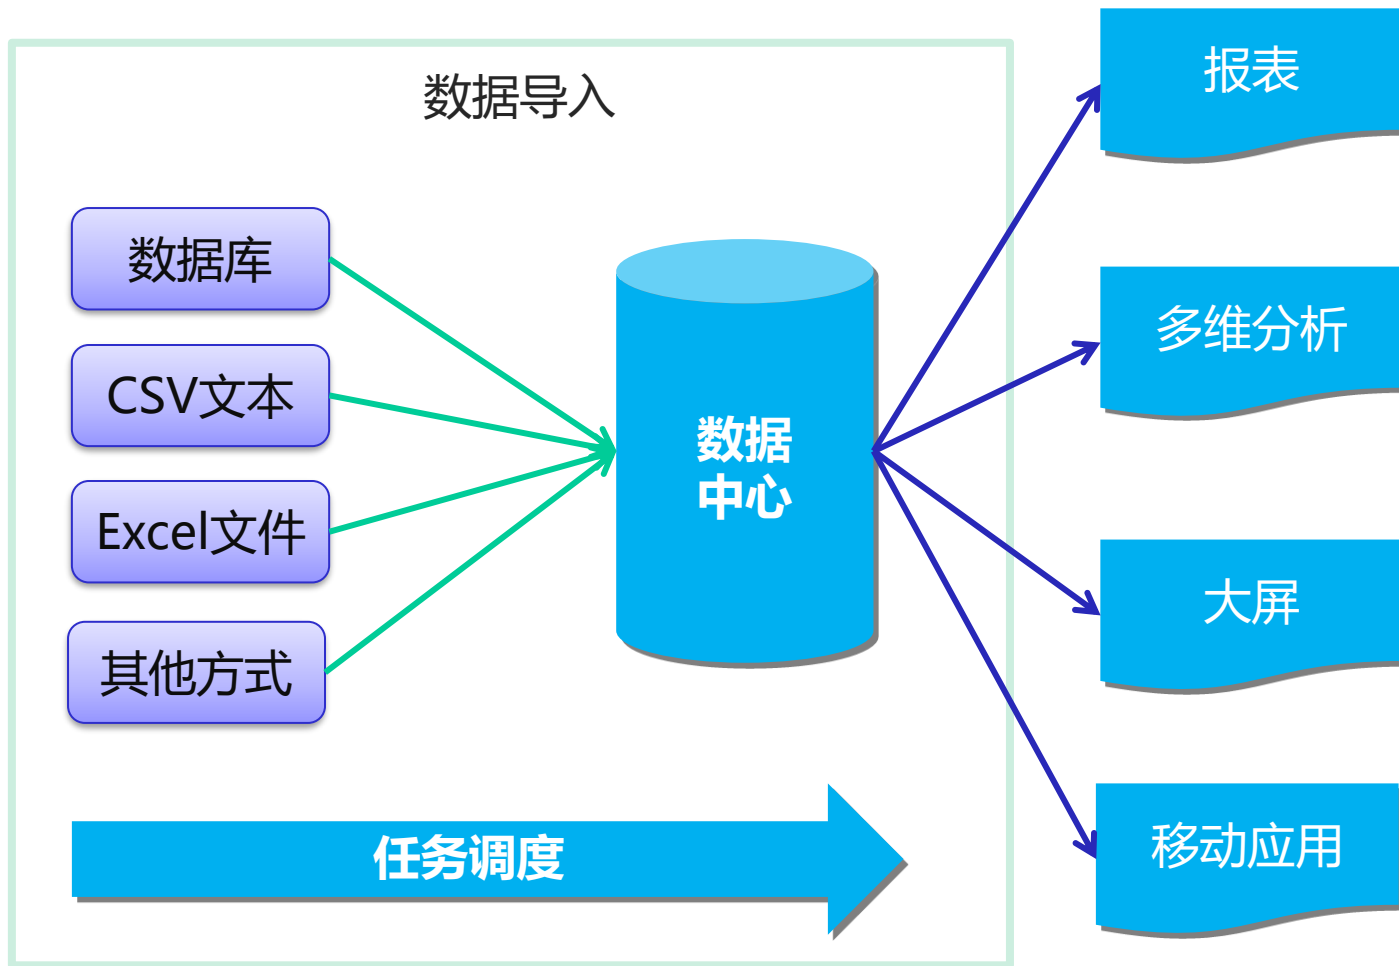 数据导入
数据库
CSV文本
Excel文件
其他方式
数据
中心
任务调度
报表
多维分析
大屏
移动应用